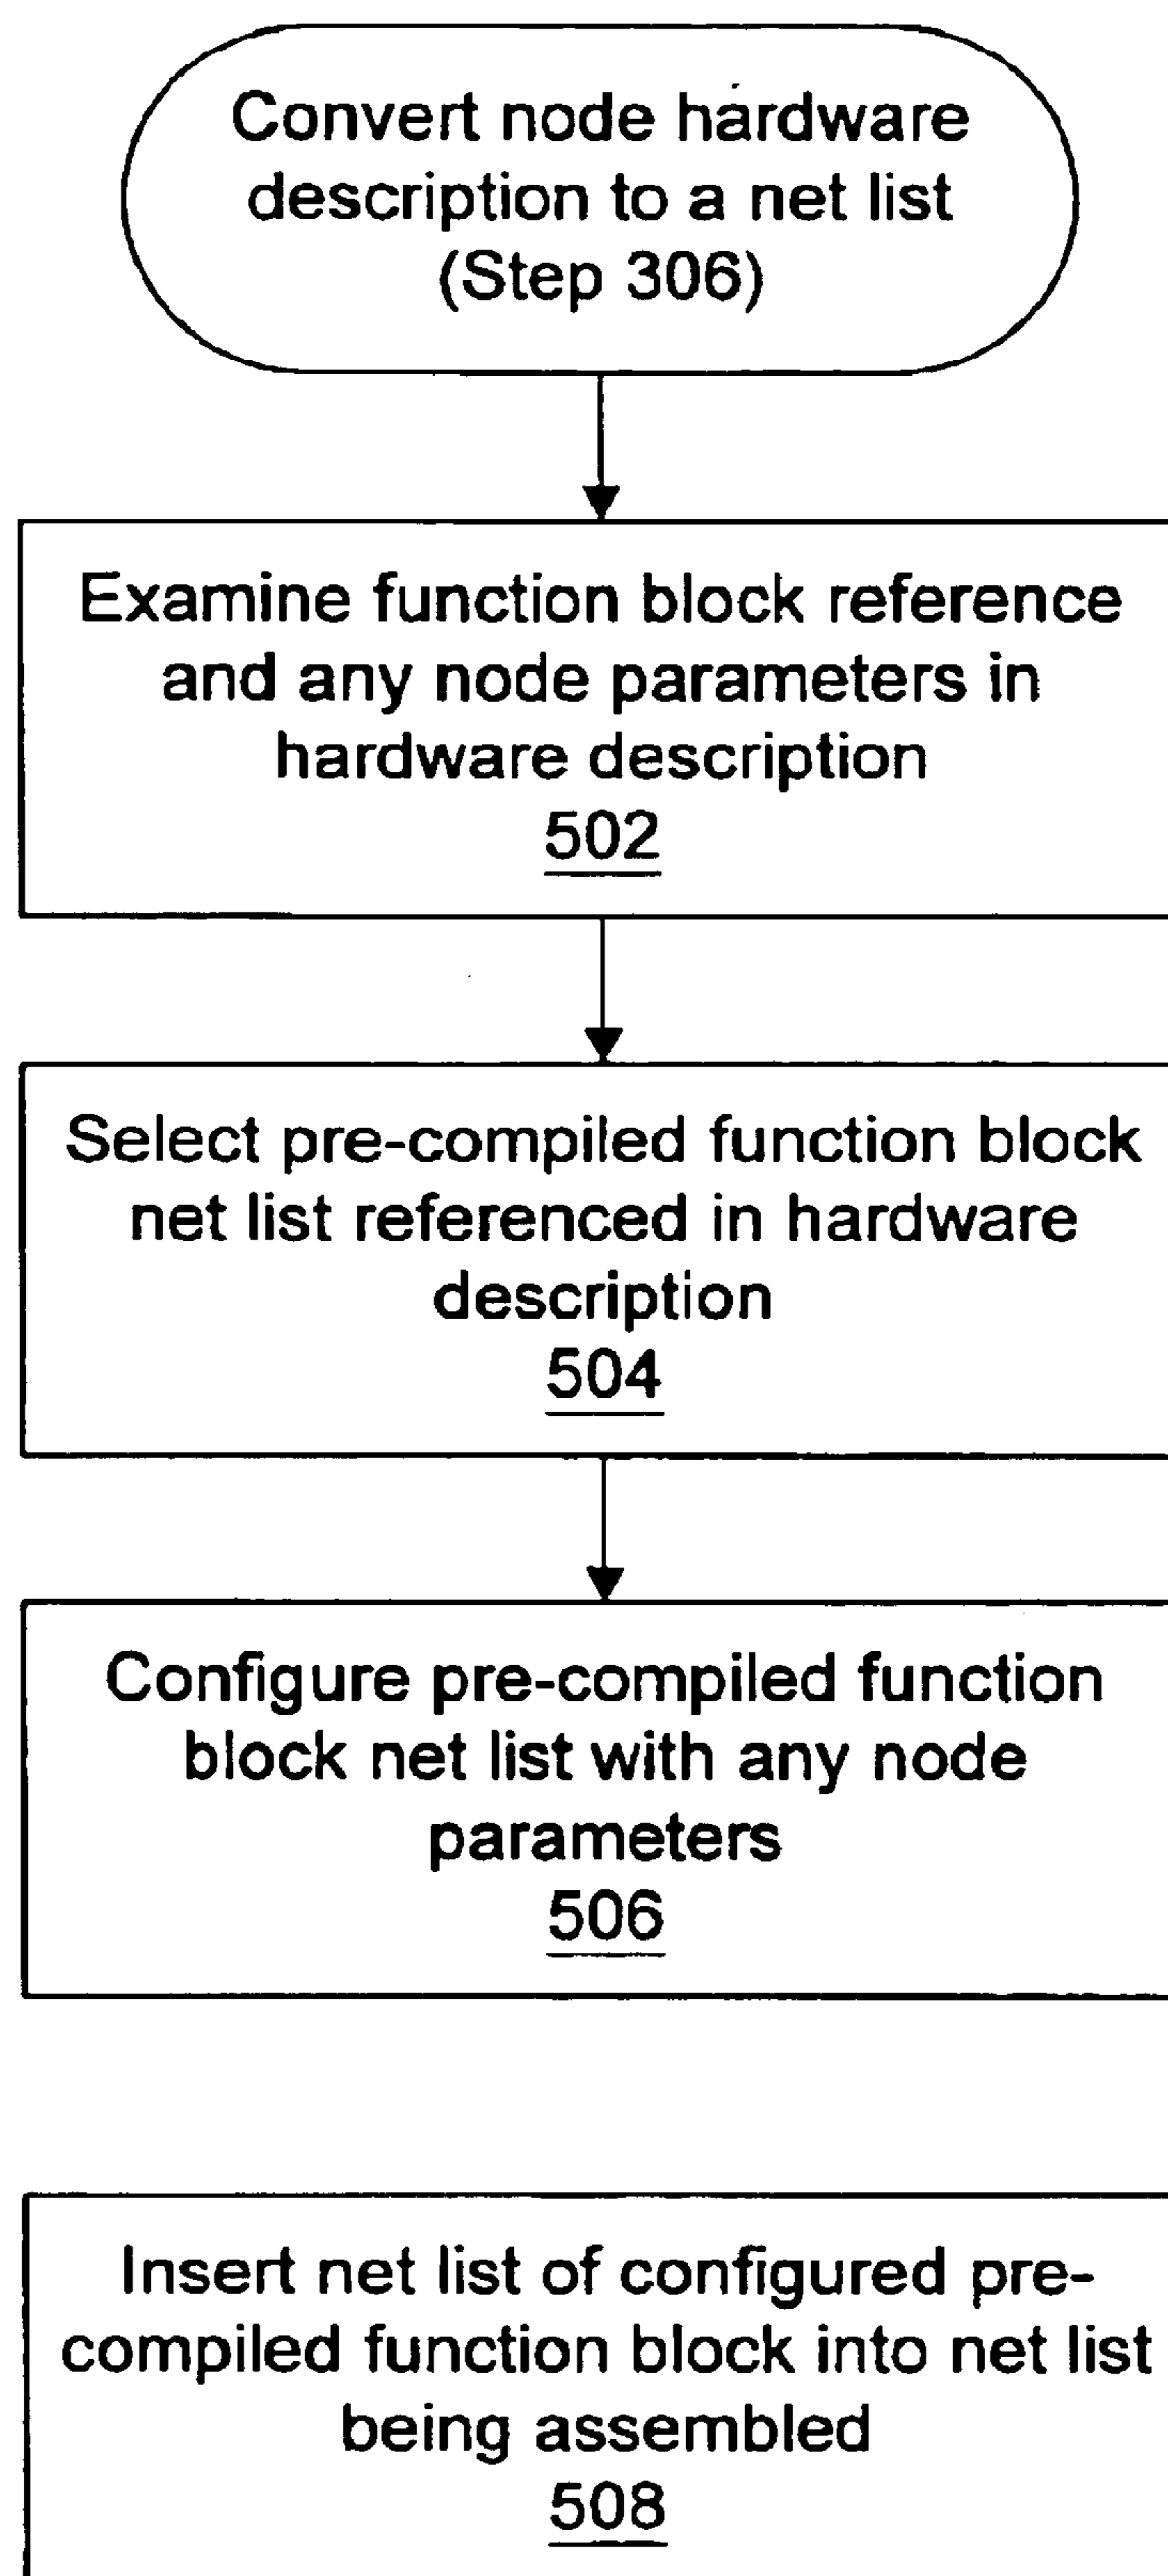 Convert node hardware
description to a net list
(Step 306)
Examine function block reference
and any node parameters in
hardware description
502
Select pre-compiled function block
net list referenced in hardware
description
504
Configure pre-compiled function
block net list with any node
parameters
506
Insert net list of configured pre-
compiled function block into net list
being assembled
508